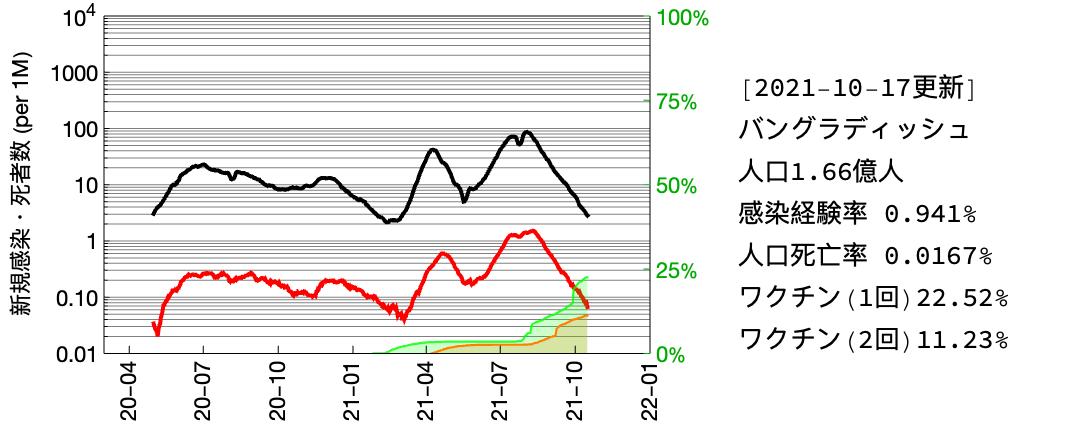 新規感染・死者数 (per 1M)
10^4
1000
100
10
1
0.10
0.01
100%
75%
50%
25%
0%
20-04
20-07
20-10
21-01
21-04
21-07
21-10
22-01
[2021-10-17更新]
バングラディッシュ
人口1.66億人
感染経験率 0.941%
人口死亡率 0.0167%
ワクチン(1回)22.52%
ワクチン(2回)11.23%